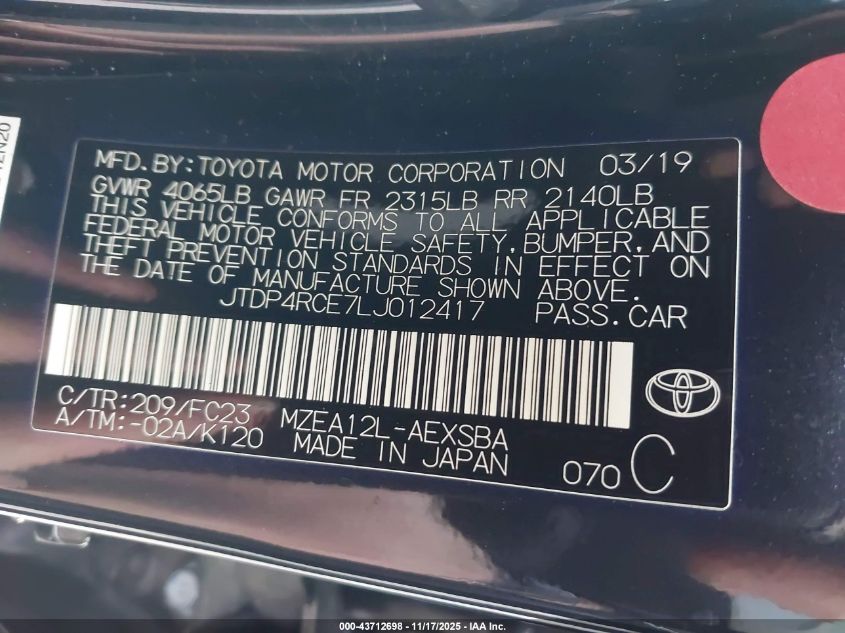 MFD.BY:TOYOTA MOTOR CORPORATION 03/19
GVWR 4065LB GAWR FR 2315LB RR 2140LB
THIS VEHICLE CONFORMS TO ALL APPLICABLE
FEDERAL MOTOR VEHICLE SAFETY, BUMPER, AND
THEFT PREVENTION STANDARDS IN EFFECT ON
THE DATE OF MANUFACTURE SHOWN ABOVE.
JTDP4RCE7LJ012417 PASS.CAR
C/TR:209/FC23 MZEA12L-AEXSBA
A/TM:-02A/K120 MADE IN JAPAN
070 C
000-43712698 - 11/17/2025 - IAA Inc.